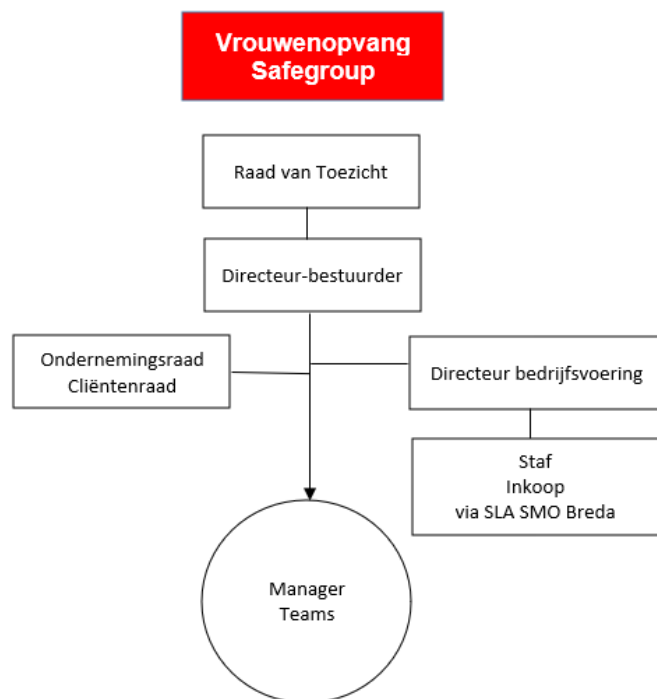 Vrouwenopvang
Safegroup
Raad van Toezicht
Directeur-bestuurder
Ondernemingsraad
Cliëntenraad
Directeur bedrijfsvoering
Staf
Inkoop
via SLA SMO Breda
Manager
Teams